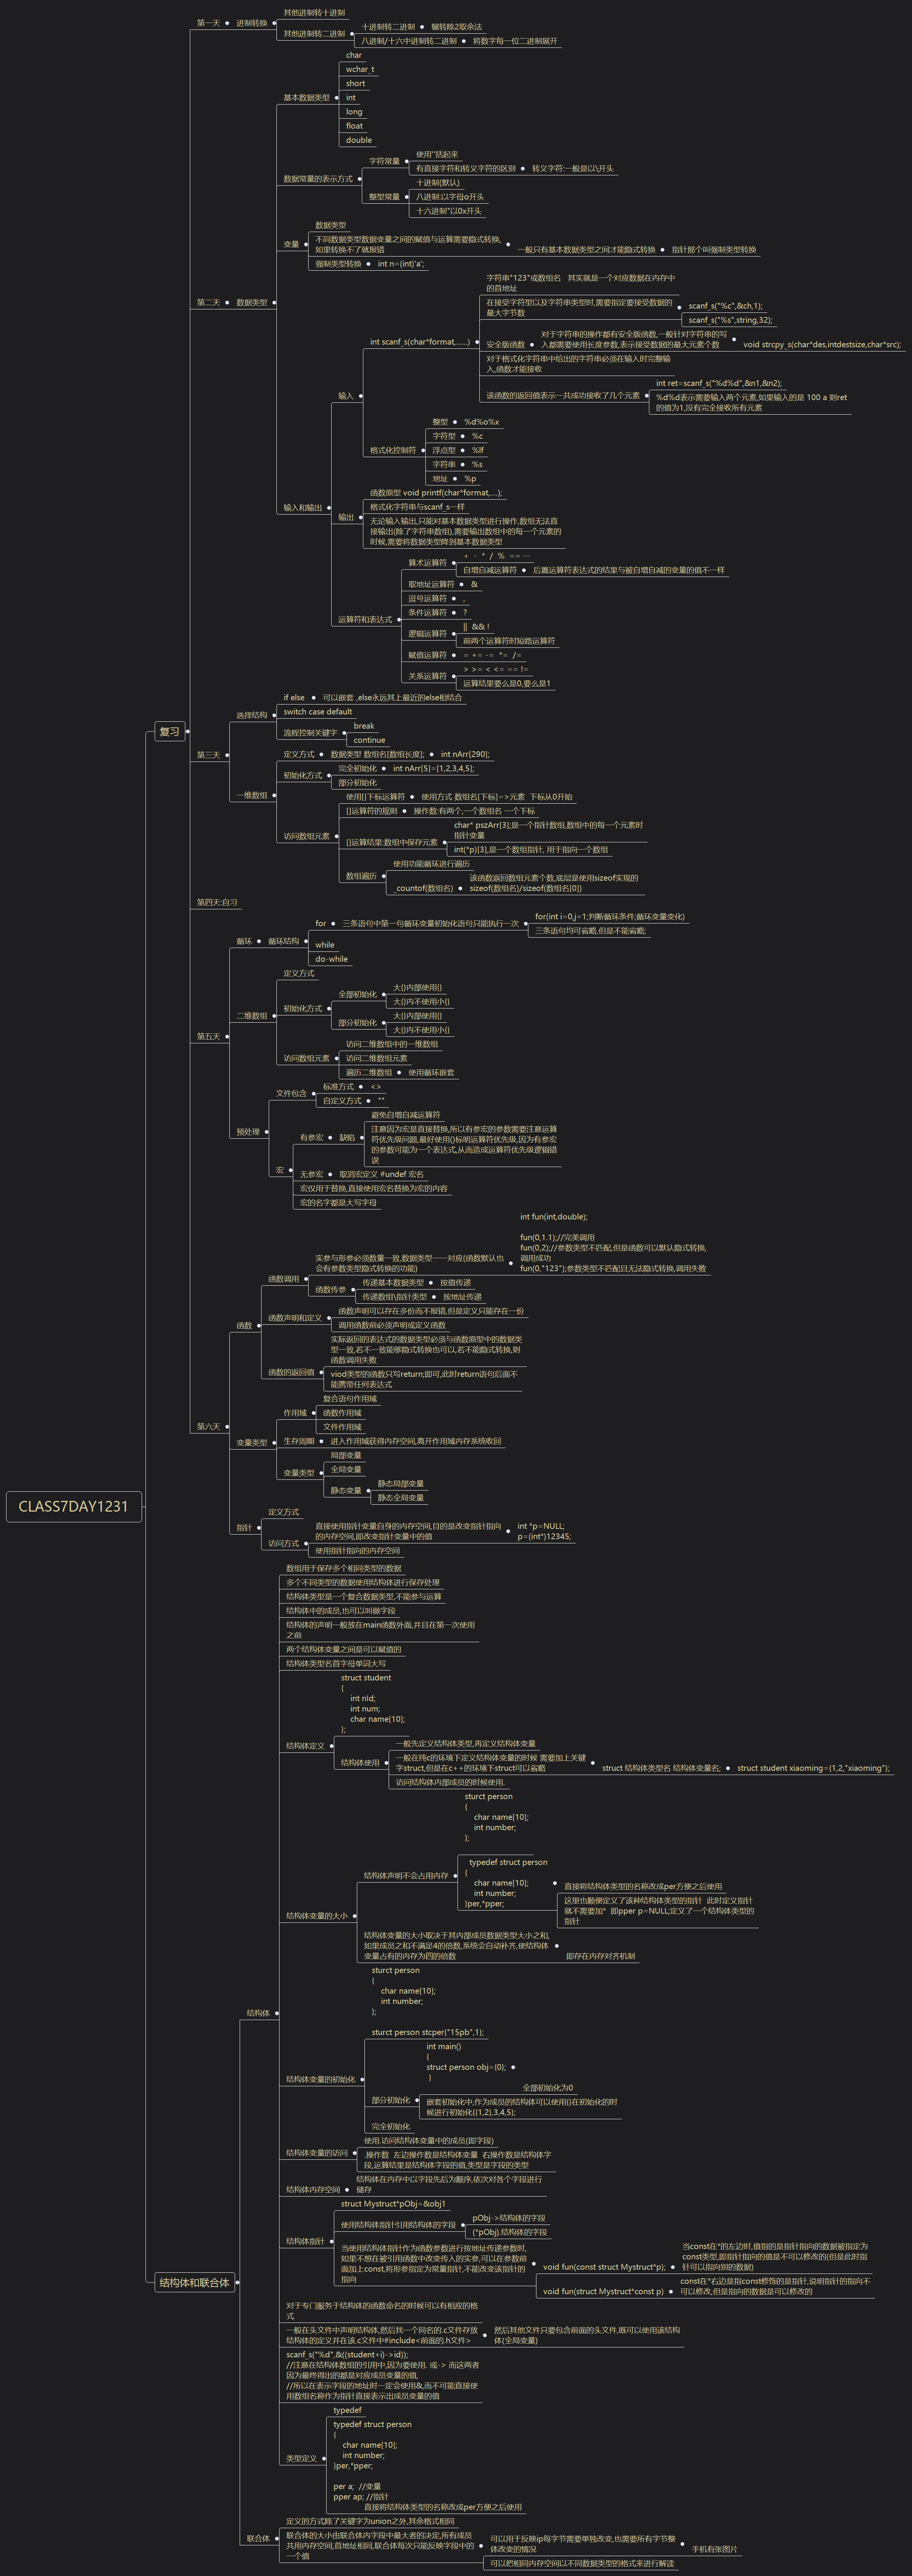 CLASS7DAY1231
复习
第一天
进制转换
其他进制转十进制
其他进制转二进制
十进制转二进制
辗转除2取余法
八进制/十六中进制转二进制
将数字每一位二进制展开
第二天
数据类型
基本数据类型
char
wchar_t
short
int
long
float
double
数据常量的表示方式
字符常量
使用''括起来
有直接字符和转义字符的区别
转义字符:一般是以\开头
整型常量
十进制(默认)
八进制:以字母o开头
十六进制"以0x开头
变量
数据类型
不同数据类型数据变量之间的赋值与运算需要隐式转换,
如果转换不了就报错
一般只有基本数据类型之间才能隐式转换
指针那个叫强制类型转换
强制类型转换
int n=(int)'a';
输入和输出
输入
int scanf_s(char*format,......)
字符串"123"或数组名 其实就是一个对应数据在内存中
的首地址
在接受字符型以及字符串类型时,需要指定要接受数据的
最大字节数
scanf_s("%c",&ch,1);
scanf_s("%s",string,32);
安全版函数
对于字符串的操作都有安全版函数,一般针对字符串的写
入都需要使用长度参数,表示接受数据的最大元素个数
void strcpy_s(char*des,intdestsize,char*src);
对于格式化字符串中给出的字符串必须在输入时完整输
入,函数才能接收
该函数的返回值表示一共成功接收了几个元素
int ret=scanf_s("%d%d",&n1,&n2);
%d%d表示需要输入两个元素,如果输入的是 100 a 则ret
的值为1,没有完全接收所有元素
格式化控制符
整型
%d%o%x
字符型
%c
浮点型
%lf
字符串
%s
地址
%p
输出
函数原型 void printf(char*format,....);
格式化字符串与scanf_s一样
无论输入输出,只能对基本数据类型进行操作,数组无法直
接输出(除了字符串数组),需要输出数组中的每一个元素的
时候,需要将数据类型降到基本数据类型
运算符和表达式
算术运算符
+ - * / % == --
自增自减运算符
后置运算符表达式的结果与被自增自减的变量的值不一样
取地址运算符
&
逗号运算符
,
条件运算符
?
逻辑运算符
|| && !
前两个运算符时短路运算符
赋值运算符
= += -= *= /=
关系运算符
> >= < <= == !=
运算结果要么是0,要么是1
第三天
选择结构
if else
可以嵌套 ,else永远其上最近的else相结合
switch case default
流程控制关键字
break
continue
一维数组
定义方式
数据类型 数组名[数组长度];
int nArr[290];
初始化方式
完全初始化
int nArr[5]={1,2,3,4,5};
部分初始化
访问数组元素
使用[]下标运算符
使用方式 数组名[下标]=>元素 下标从0开始
[]运算符的规则
操作数:有两个,一个数组名 一个下标
[]运算结果:数组中保存元素
char* pszArr[3];是一个指针数组,数组中的每一个元素时
指针变量
int(*p)[3],是一个数组指针, 用于指向一个数组
数组遍历
使用功能循环进行遍历
_countof(数组名)
该函数返回数组元素个数,底层是使用sizeof实现的
sizeof(数组名)/sizeof(数组名[0])
第四天:自习
第五天
循环
循环结构
for
三条语句中第一句循环变量初始化语句只能执行一次
for(int i=0,j=1;判断循环条件;循环变量变化)
三条语句均可省略,但是不能省略;
while
do-while
二维数组
定义方式
初始化方式
全部初始化
大{}内部使用{}
大{}内不使用小{}
部分初始化
大{}内部使用{}
大{}内不使用小{}
访问数组元素
访问二维数组中的一维数组
访问二维数组元素
遍历二维数组
使用循环嵌套
预处理
文件包含
标准方式
<>
自定义方式
""
宏
有参宏
缺陷
避免自增自减运算符
注意因为宏是直接替换,所以有参宏的参数需要注意运算
符优先级问题,最好使用()标明运算符优先级,因为有参宏
的参数可能为一个表达式,从而造成运算符优先级逻辑错
误
无参宏
取消宏定义 #undef 宏名
宏仅用于替换,直接使用宏名替换为宏的内容
宏的名字都是大写字母
第六天
函数
函数调用
实参与形参必须数量一致,数据类型一一对应(函数默认也
会有参数类型隐式转换的功能)
int fun(int,double);
fun(0,1.1);//完美调用
fun(0,2);//参数类型不匹配,但是函数可以默认隐式转换,
调用成功
fun(0,"123");参数类型不匹配且无法隐式转换,调用失败
函数传参
传递基本数据类型
按值传递
传递数组\指针类型
按地址传递
函数声明和定义
函数声明可以存在多份而不报错,但是定义只能存在一份
调用函数前必须声明或定义函数
函数的返回值
实际返回的表达式的数据类型必须与函数原型中的数据类
型一致,若不一致能够隐式转换也可以,若不能隐式转换,则
函数调用失败
viod类型的函数只写return;即可,此时return语句后面不
能携带任何表达式
变量类型
作用域
复合语句作用域
函数作用域
文件作用域
生存周期
进入作用域获得内存空间,离开作用域内存系统收回
变量类型
局部变量
全局变量
静态变量
静态局部变量
静态全局变量
指针
定义方式
访问方式
直接使用指针变量自身的内存空间,目的是改变指针指向
的内存空间,即改变指针变量中的值
int *p=NULL;
p=(int*)12345;
使用指针指向的内存空间
结构体和联合体
结构体
数组用于保存多个相同类型的数据
多个不同类型的数据使用结构体进行保存处理
结构体类型是一个复合数据类型,不能参与运算
结构体中的成员,也可以叫做字段
结构体的声明一般放在main函数外面,并且在第一次使用
之前
两个结构体变量之间是可以赋值的
结构体类型名首字母单词大写
结构体定义
struct student
{
int nId;
int num;
char name[10];
};
结构体使用
一般先定义结构体类型,再定义结构体变量
一般在纯c的环境下定义结构体变量的时候 需要加上关键
字struct,但是在c++的环境下struct可以省略
struct 结构体类型名 结构体变量名;
struct student xiaoming={1,2,"xiaoming"};
访问结构体内部成员的时候使用.
结构体变量的大小
结构体声明不会占用内存
sturct person
{
char name[10];
int number;
};
typedef struct person
{
char name[10];
int number;
}per,*pper;
直接将结构体类型的名称改成per方便之后使用
这里也顺便定义了该种结构体类型的指针 此时定义指针
就不需要加* 即pper p=NULL;定义了一个结构体类型的
指针
结构体变量的大小取决于其内部成员数据类型大小之和,
如果成员之和不满足4的倍数,系统会自动补齐,使结构体
变量占有的内存为四的倍数
即存在内存对齐机制
结构体变量的初始化
sturct person
{
char name[10];
int number;
};
sturct person stcper{"15pb",1};
部分初始化
int main()
{
struct person obj={0};
}
全部初始化为0
嵌套初始化中,作为成员的结构体可以使用{}在初始化的时
候进行初始化{{1,2},3,4,5};
完全初始化
结构体变量的访问
使用.访问结构体变量中的成员(即字段)
.操作数 左边操作数是结构体变量 右操作数是结构体字
段,运算结果是结构体字段的值,类型是字段的类型
结构体内存空间
结构体在内存中以字段先后为顺序,依次对各个字段进行
储存
结构体指针
struct Mystruct*pObj=&obj1
使用结构体指针引用结构体的字段
pObj->结构体的字段
(*pObj).结构体的字段
当使用结构体指针作为函数参数进行按地址传递参数时,
如果不想在被引用函数中改变传入的实参,可以在参数前
面加上const,将形参指定为常量指针,不能改变该指针的
指向
void fun(const struct Mystruct*p);
当const在*的左边时,值指的是指针指向的数据被指定为
const类型,即指针指向的值是不可以修改的(但是此时指
针可以指向别的数据)
void fun(struct Mystruct*const p)
const在*右边是指const修饰的是指针,说明指针的指向不
可以修改,但是指向的数据是可以修改的
对于专门服务于结构体的函数命名的时候可以有相应的格
式
一般在头文件中声明结构体,然后找一个同名的.c文件存放
结构体的定义并在该.c文件中#include<前面的.h文件>
然后其他文件只要包含前面的头文件,既可以使用该结构
体(全局变量)
scanf_s("%d",&((student+i)->id));
//注意在结构体数组的引用中,因为要使用. 或-> 而这两者
因为最终得出的都是对应成员变量的值,
//所以在表示字段的地址时一定会使用&,而不可能直接使
用数组名称作为指针直接表示出成员变量的值
类型定义
typedef
typedef struct person
{
char name[10];
int number;
}per,*pper;
per a; //变量
pper ap; //指针
直接将结构体类型的名称改成per方便之后使用
联合体
定义的方式除了关键字为union之外,其余格式相同
联合体的大小由联合体内字段中最大者的决定,所有成员
共用内存空间,首地址相同,联合体每次只能反映字段中的
一个值
可以用于反映ip每字节需要单独改变,也需要所有字节整
体改变的情况
手机有张图片
可以把相同内存空间以不同数据类型的格式来进行解读